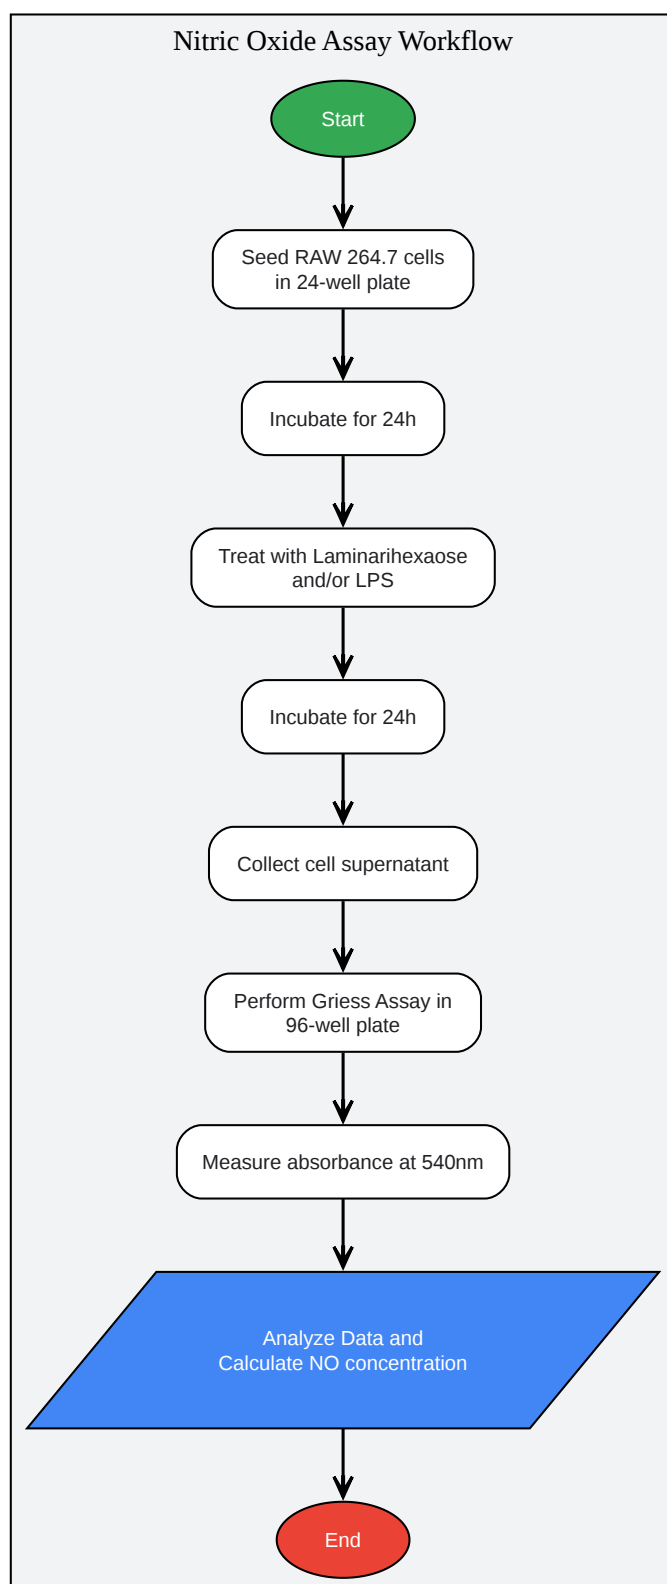 Nitric Oxide Assay Workflow
Start
Seed RAW 264.7 cells
in 24-well plate
Incubate for 24h
Treat with Laminarihexaose
and/or LPS
Incubate for 24h
Collect cell supernatant
Perform Griess Assay in
96-well plate
Measure absorbance at 540nm
Analyze Data and
Calculate NO concentration
End